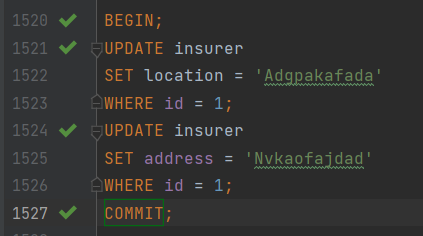 1520 BEGIN;
1521 UPDATE insurer
1522 SET location = 'Adgpakafada'
1523 WHERE id = 1;
1524 UPDATE insurer
1525 SET address = 'Nvkaofajdad'
1526 WHERE id = 1;
1527 COMMIT;